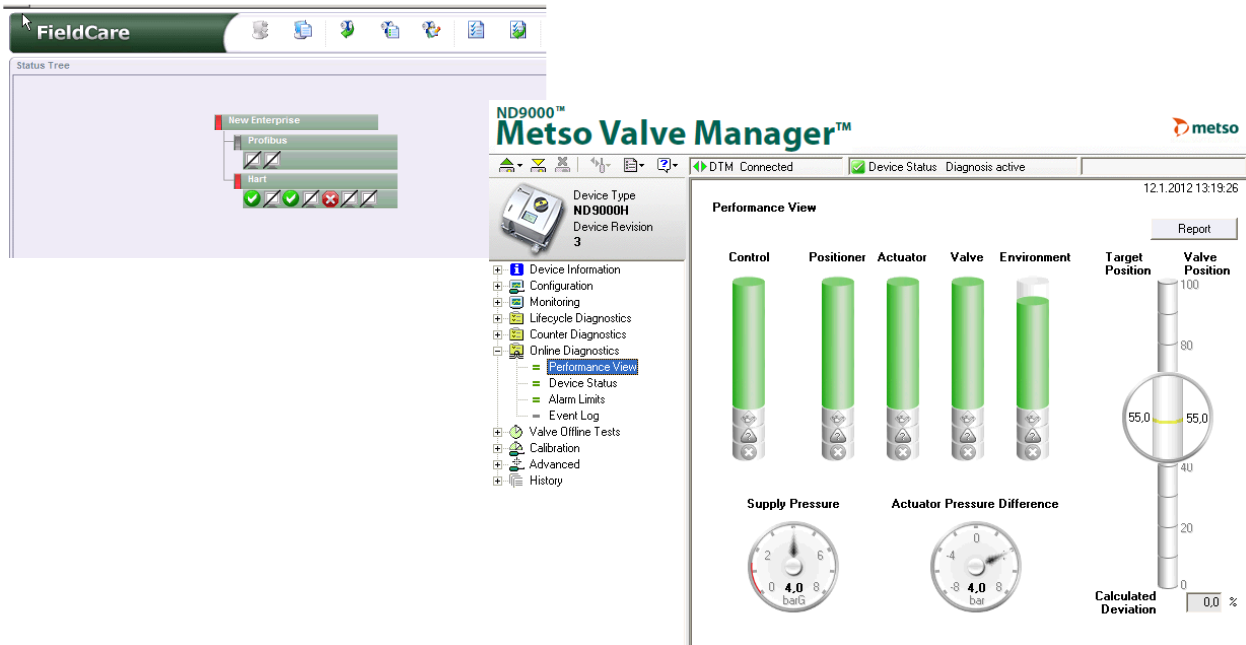 FieldCare
Status Tree
New Enterprise
Profibus
Hart
ND9000™
Metso Valve Manager™
metso
DTM Connected
Device Status Diagnosis active
Device Type
ND9000H
Device Revision
3
Device Information
Configuration
Monitoring
Lifecycle Diagnostics
Counter Diagnostics
Online Diagnostics
Performance View
Device Status
Alarm Limits
Event Log
Valve Offline Tests
Calibration
Advanced
History
12.1.2012 13:19:26
Performance View
Report
Control Positioner Actuator Valve Environment
Target Position
Valve Position
100
80
55,0 55,0
40
20
0
Supply Pressure
2 6
0 4,0 8
barG
Actuator Pressure Difference
0
-4
-8 4,0 8
bar
Calculated Deviation
0,0 %